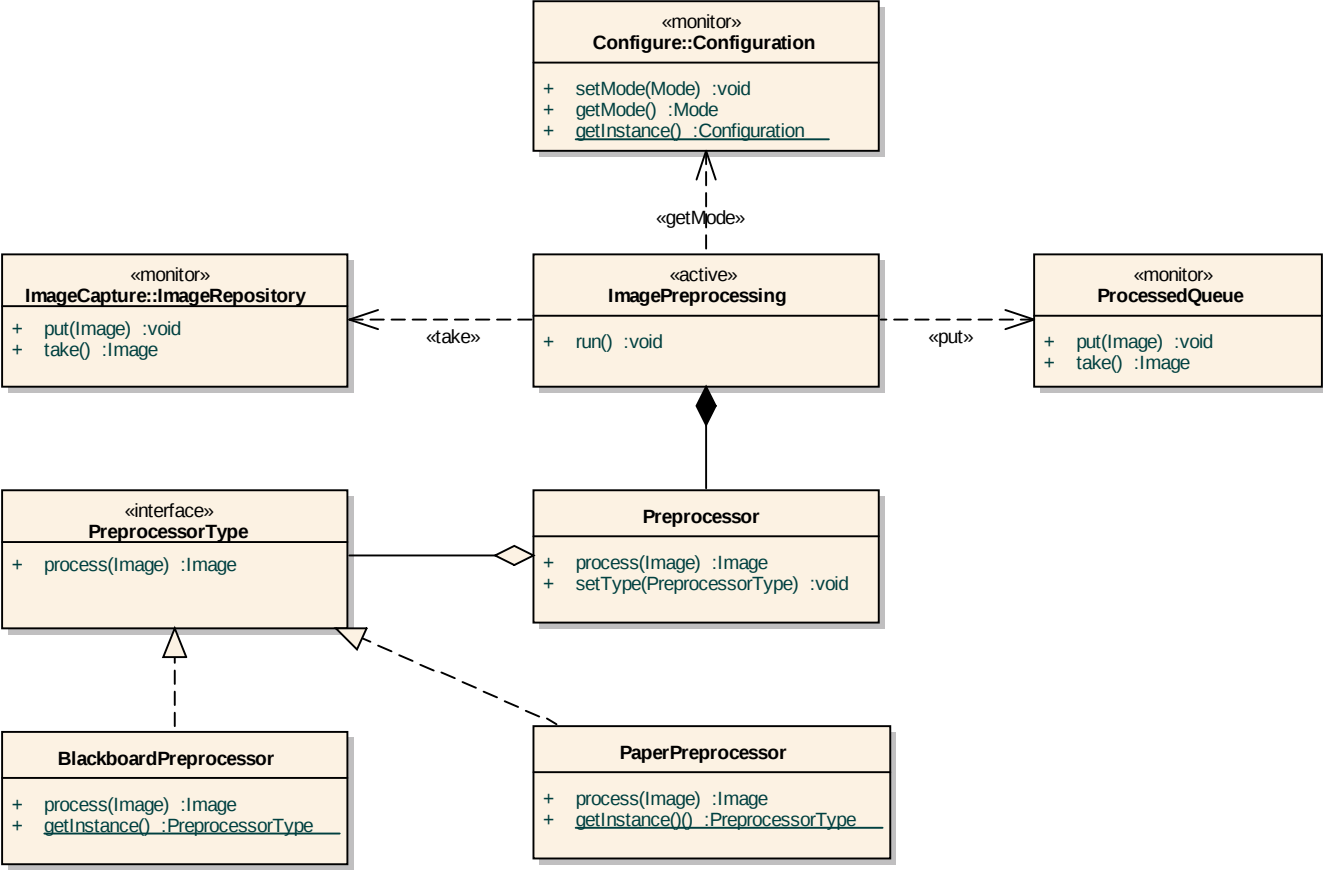 «monitor»
Configure::Configuration
+ setMode(Mode) :void
+ getMode() :Mode
+ getInstance() :Configuration
«getMode»
«monitor»
ImageCapture::ImageRepository
+ put(Image) :void
+ take() :Image
«take»
«active»
ImagePreprocessing
+ run() :void
«put»
«monitor»
ProcessedQueue
+ put(Image) :void
+ take() :Image
«interface»
PreprocessorType
+ process(Image) :Image
Preprocessor
+ process(Image) :Image
+ setType(PreprocessorType) :void
BlackboardPreprocessor
+ process(Image) :Image
+ getInstance() :PreprocessorType
PaperPreprocessor
+ process(Image) :Image
+ getInstance()() :PreprocessorType